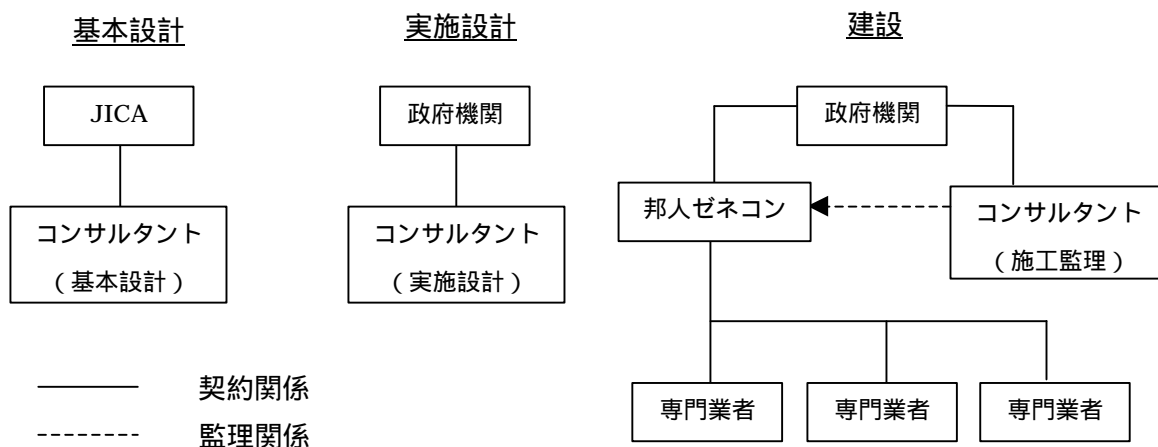 基本設計
JICA
コンサルタント
（基本設計）
実施設計
政府機関
コンサルタント
（実施設計）
建設
政府機関
邦人ゼネコン
コンサルタント
（施工監理）
専門業者
専門業者
専門業者
契約関係
監理関係